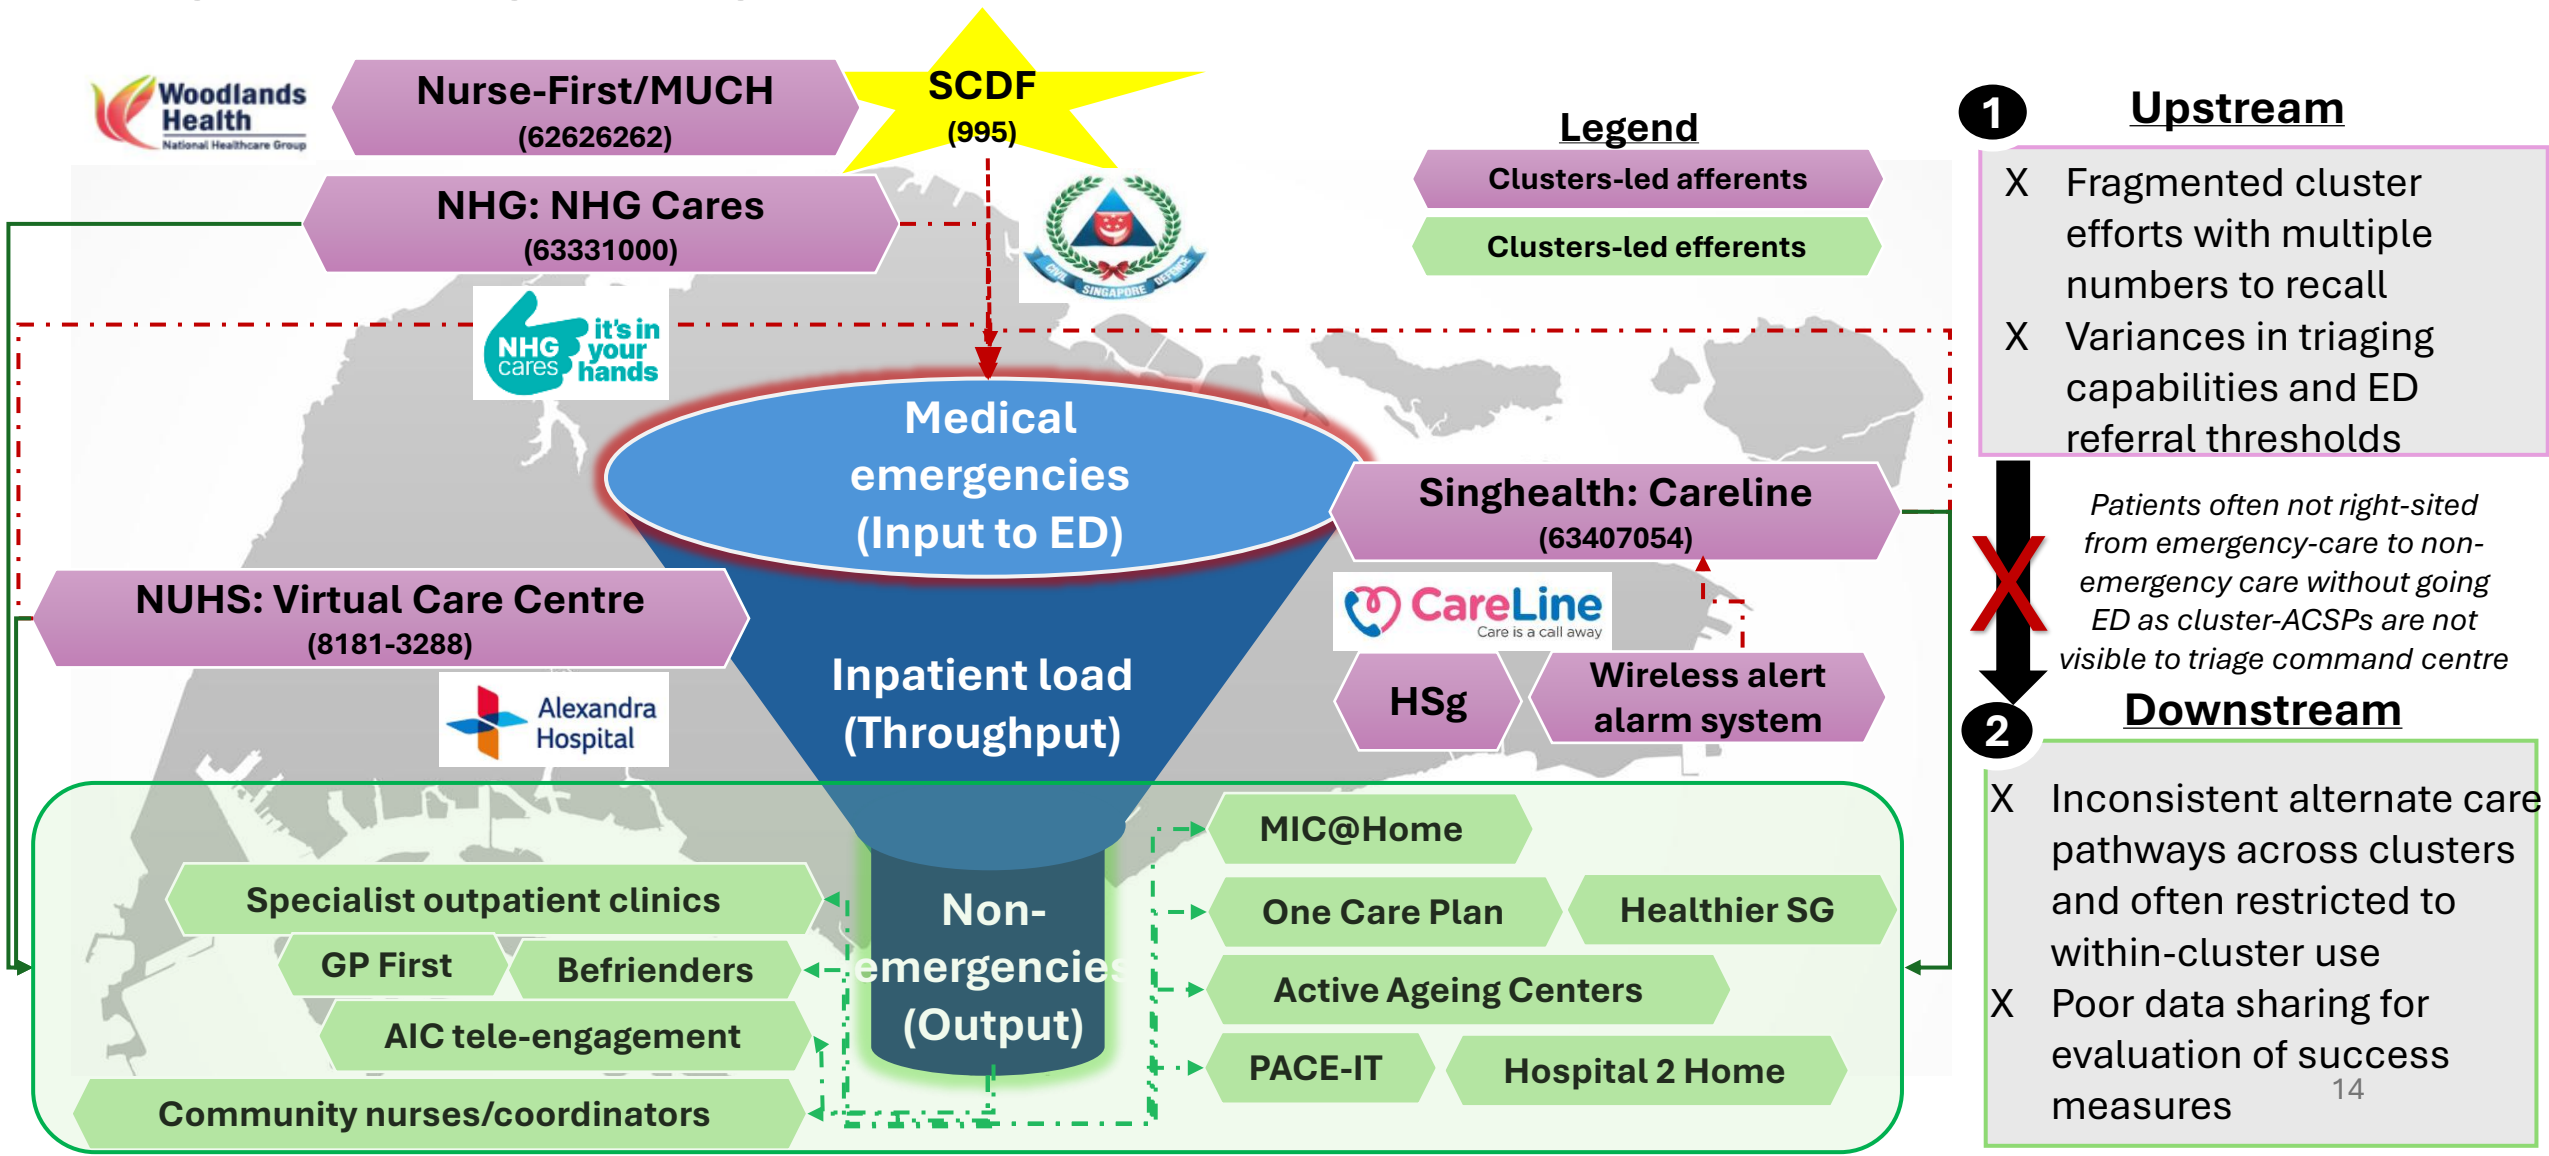 Woodlands
Health
National Healthcare Group
Nurse-First/MUCH
(62626262)
SCDF
(995)
NHG: NHG Cares
(63331000)
CIVIL DEFENCE
SINGAPORE
NHG
cares
it's in
your
hands
Legend
Clusters-led afferents
Clusters-led efferents
Medical
emergencies
(Input to ED)
Singhealth: Careline
(63407054)
CareLine
Care is a call away
HSg
Wireless alert
alarm system
NUHS: Virtual Care Centre
(8181-3288)
Alexandra
Hospital
Inpatient load
(Throughput)
Non-
emergencies
(Output)
Specialist outpatient clinics
GP First
Befrienders
AIC tele-engagement
Community nurses/coordinators
MIC@Home
One Care Plan
Healthier SG
Active Ageing Centers
PACE-IT
Hospital 2 Home
1
Upstream
X Fragmented cluster
efforts with multiple
numbers to recall
X Variances in triaging
capabilities and ED
referral thresholds
X
Patients often not right-sited
from emergency-care to non-
emergency care without going
ED as cluster-ACSPs are not
visible to triage command centre
2
Downstream
X Inconsistent alternate care
pathways across clusters
and often restricted to
within-cluster use
X Poor data sharing for
evaluation of success
measures
14